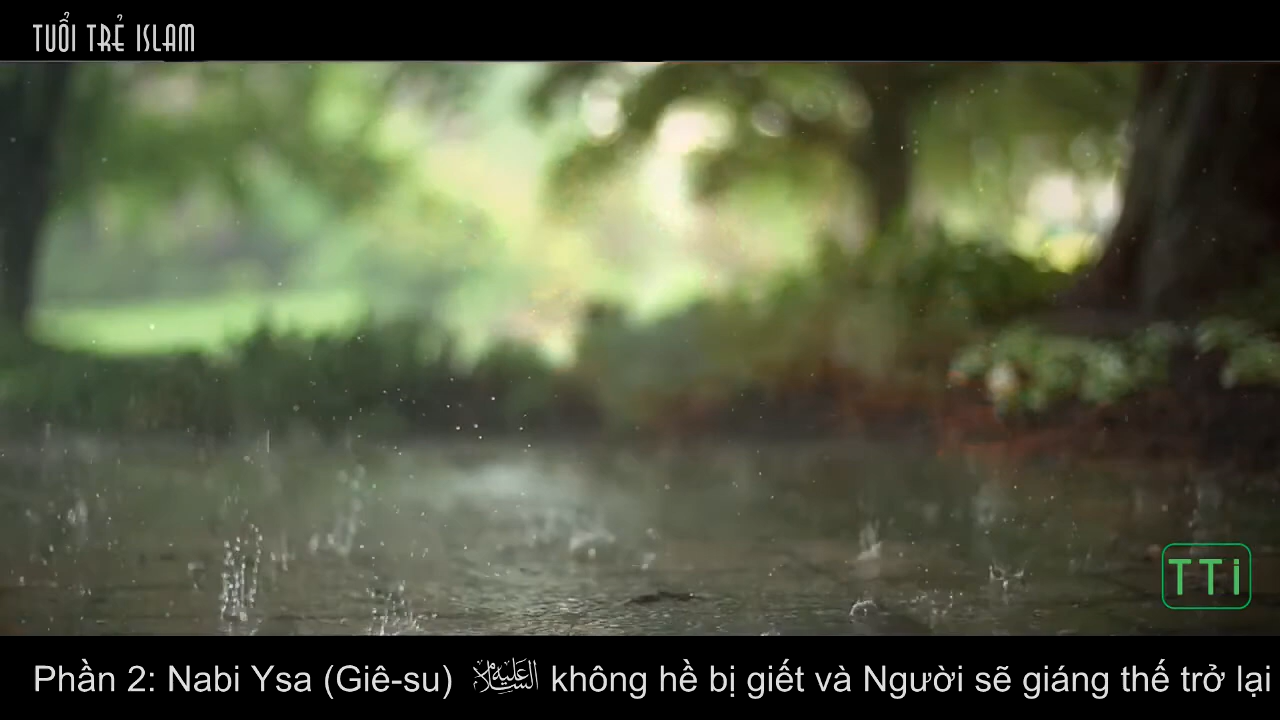 TUỔI TRẺ ISLAM
TTi
Phần 2: Nabi Ysa (Giê-su) عليه السلام không hề bị giết và Người sẽ giáng thế trở lại